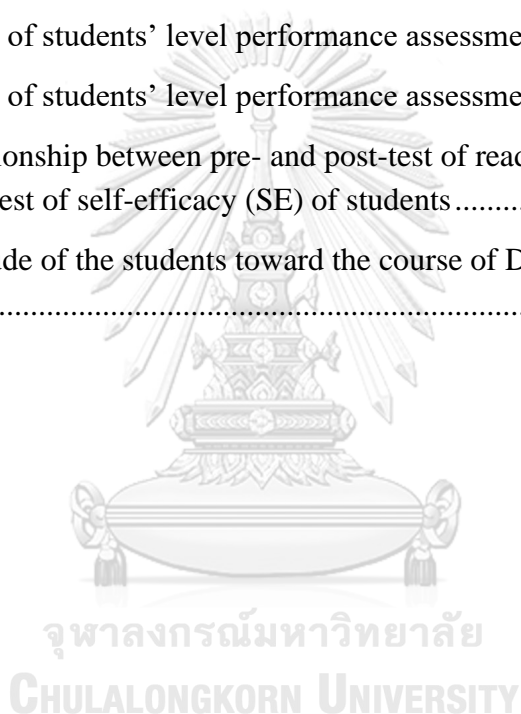 of students’ level performance assessme
of students’ level performance assessme
ionship between pre- and post-test of read
est of self-efficacy (SE) of students..........
de of the students toward the course of D
................................................................
จุฬาลงกรณ์มหาวิทยาลัย
CHULALONGKORN UNIVERSITY